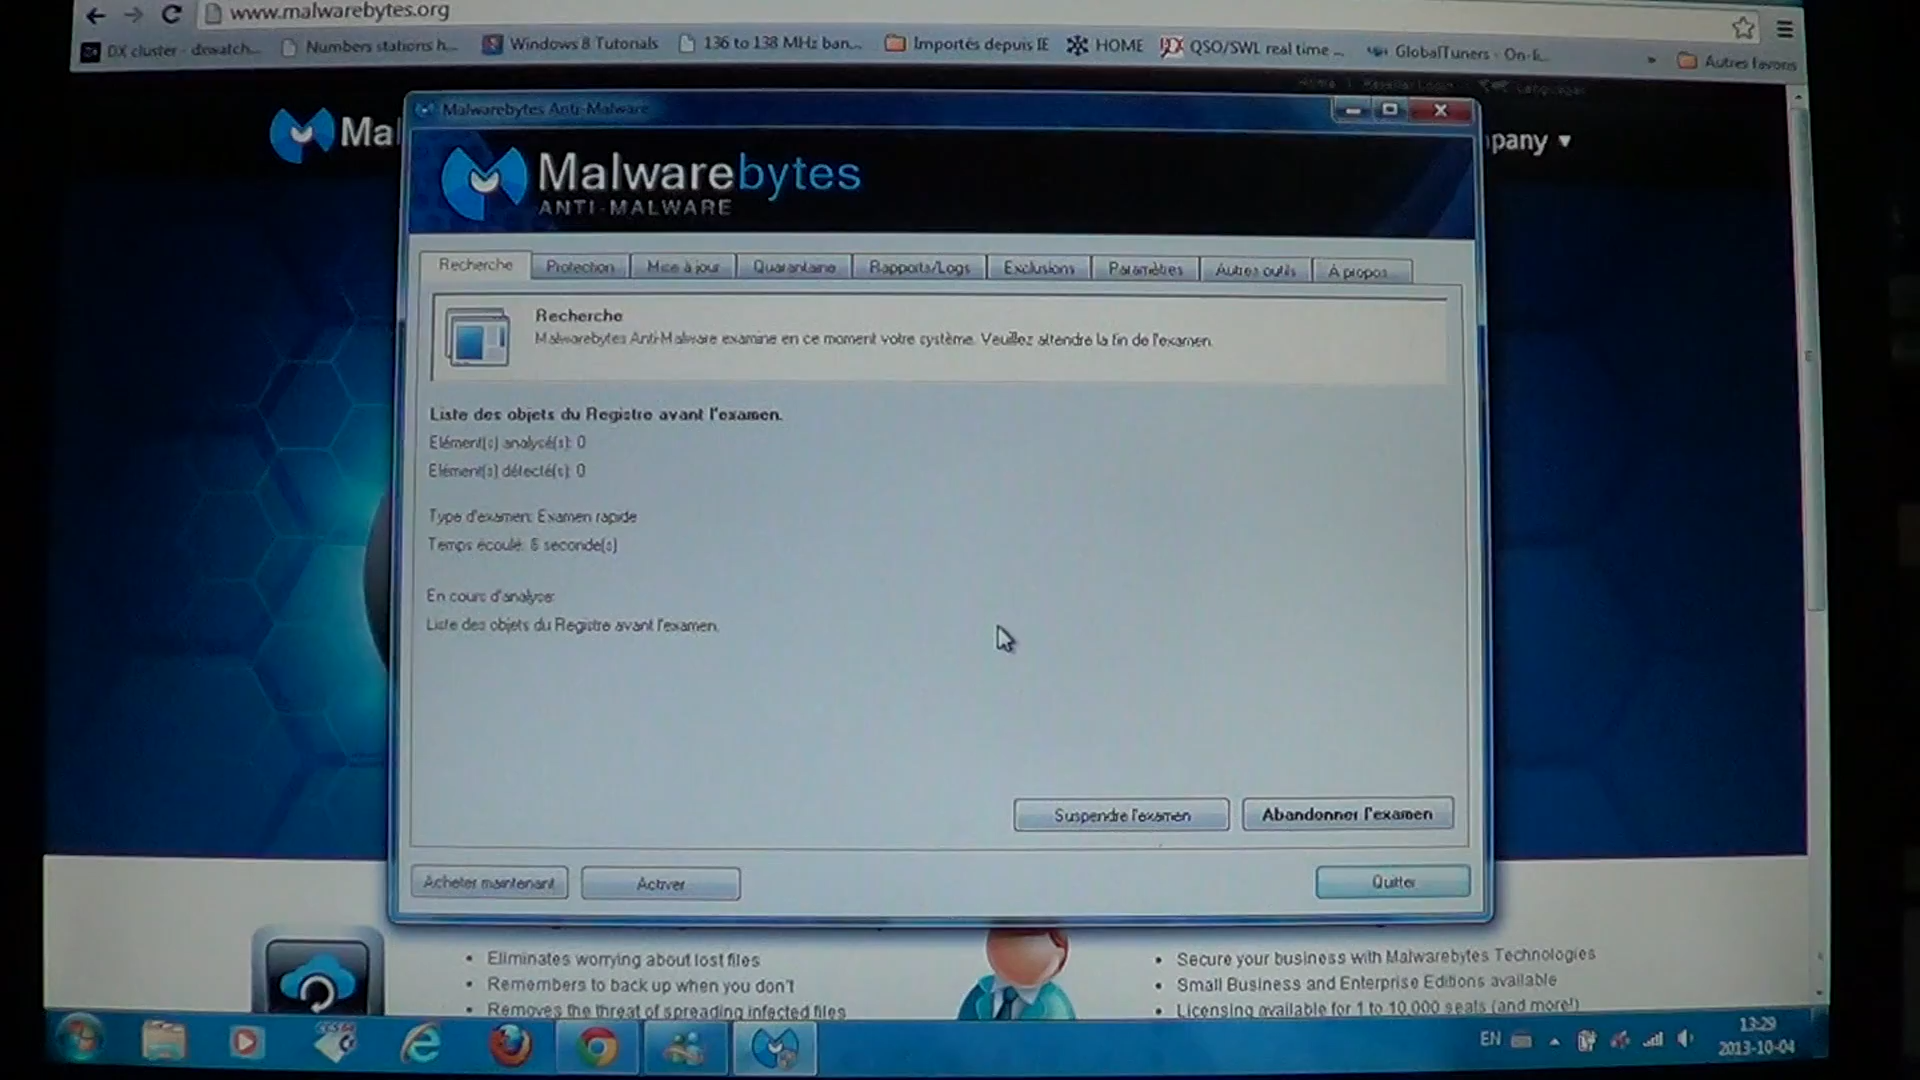 www.malwarebytes.org
DX cluster - dxwatch... Numbers stations h... Windows 8 Tutorials 136 to 138 MHz ban... Importés depuis IE HOME QSO/SWL real time ... GlobalTuners - On-li... » Autres favoris
Mal
mpany ▼
Malwarebytes Anti-Malware
Malwarebytes
ANTI-MALWARE
Recherche Protection Mise à jour Quarantaine Rapports/Logs Exclusions Paramètres Autres outils À propos
Recherche
Malwarebytes Anti-Malware examine en ce moment votre système. Veuillez attendre la fin de l'examen.
Liste des objets du Registre avant l'examen.
Elément(s) analysé(s): 0
Elément(s) détecté(s): 0
Type d'examen: Examen rapide
Temps écoulé: 6 seconde(s)
En cours d'analyse:
Liste des objets du Registre avant l'examen.
Suspendre l'examen Abandonner l'examen
Acheter maintenant Activer Quitter
• Eliminates worrying about lost files
• Remembers to back up when you don't
• Removes the threat of spreading infected files
• Secure your business with Malwarebytes Technologies
• Small Business and Enterprise Editions available
• Licensing available for 1 to 10,000 seats (and more!)
EN
13:29
2013-10-04